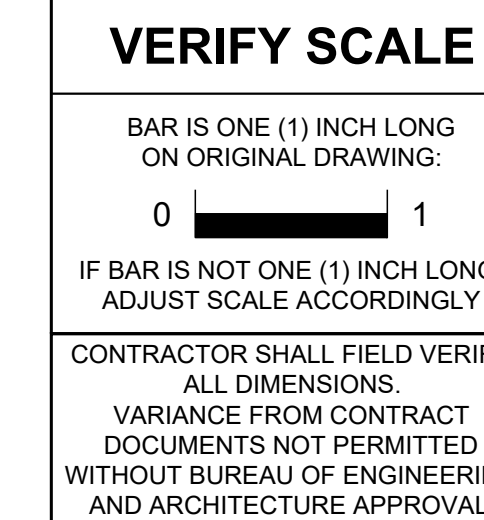 VERIFY SCALE
BAR IS ONE (1) INCH LONG
ON ORIGINAL DRAWING:
0 1
IF BAR IS NOT ONE (1) INCH LONG
ADJUST SCALE ACCORDINGLY
CONTRACTOR SHALL FIELD
ALL DIMENSIONS.
VARIANCE FROM CONTRACT
DOCUMENTS NOT PERMITTED
WITHOUT BUREAU OF
AND ARCHITECTURE APPROVAL